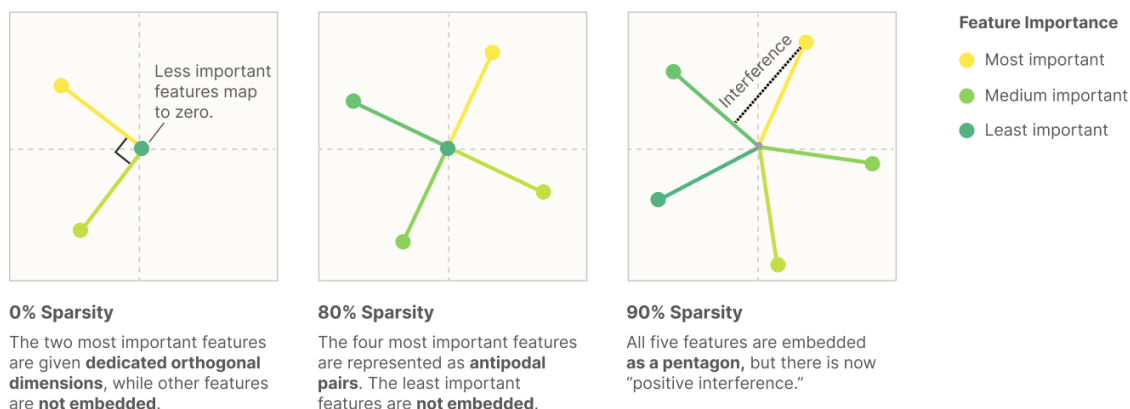 Less important
features map
to zero.
Interference
Feature Importance
Most important
Medium important
Least important
0% Sparsity
The two most important features
are given dedicated orthogonal
dimensions, while other features
are not embedded.
80% Sparsity
The four most important features
are represented as antipodal
pairs. The least important
features are not embedded.
90% Sparsity
All five features are embedded
as a pentagon, but there is now
“positive interference.”